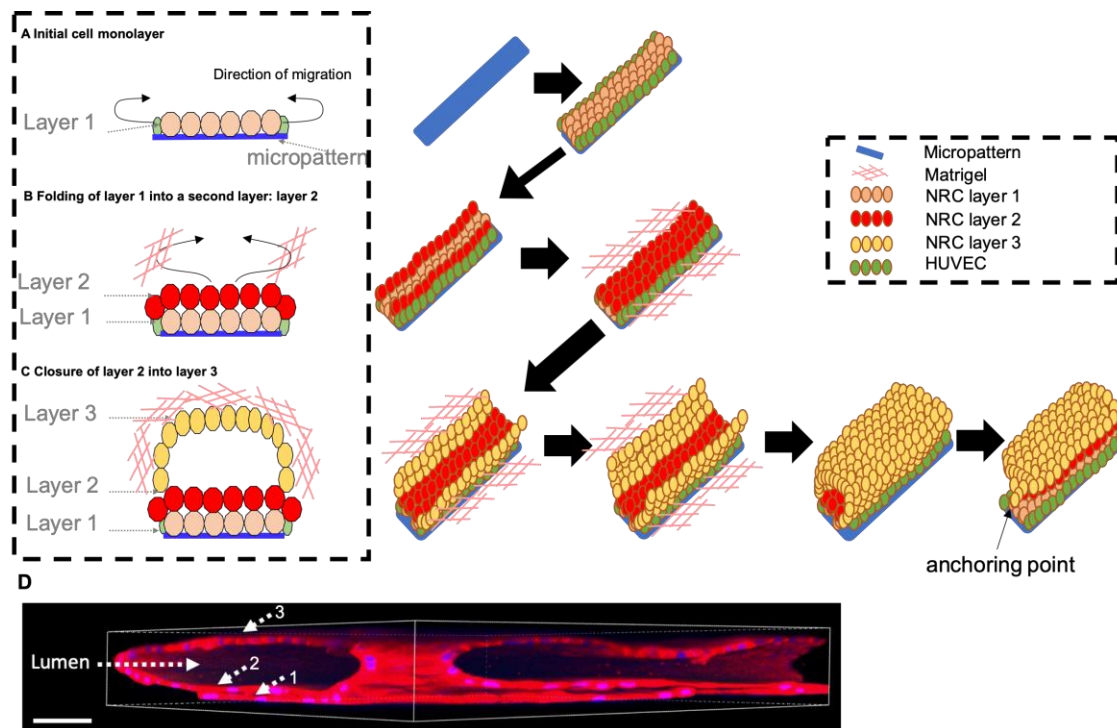 A Initial cell monolayer
Direction of migration
Layer 1
micropattern
B Folding of layer 1 into a second layer: layer 2
Layer 2
Layer 1
C Closure of layer 2 into layer 3
Layer 3
Layer 2
Layer 1
Micropattern
Matrigel
NRC layer 1
NRC layer 2
NRC layer 3
HUVEC
anchoring point
D
3
Lumen
2
1